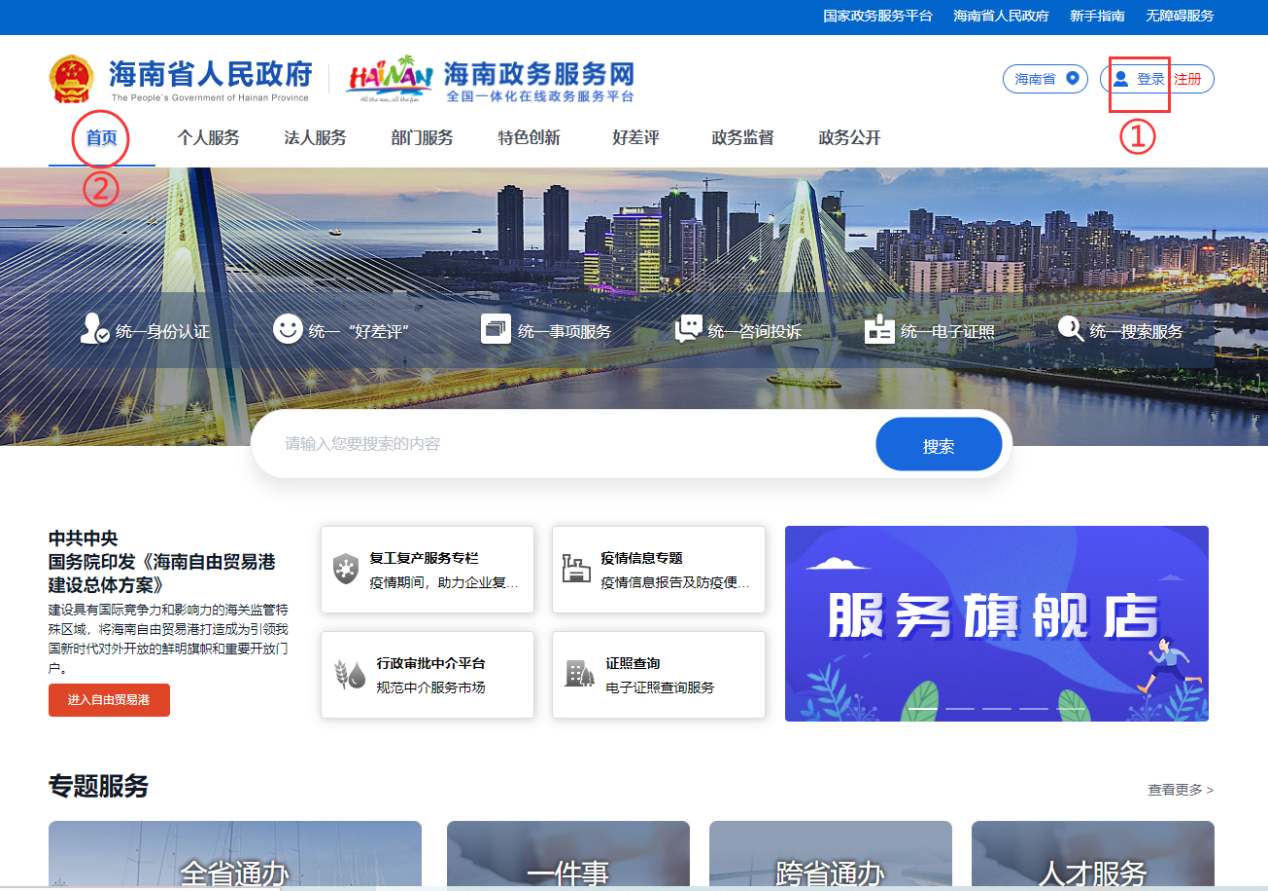 国家政务服务平台 海南省人民政府 新手指南 无障碍服务
海南省人民政府
The People's Government of Hainan Province
HAINAN
海南政务服务网
全国一体化在线政务服务平台
海南省
登录 注册
①
首页 个人服务 法人服务 部门服务 特色创新 好差评 政务监督 政务公开
②
统一身份认证 统一“好差评” 统一事项服务 统一咨询投诉 统一电子证照 统一搜索服务
请输入您要搜索的内容
搜索
中共中央
国务院印发《海南自由贸易港
建设总体方案》
建设具有国际竞争力和影响力的海关监管特
殊区域，将海南自由贸易港打造成为引领我
国新时代对外开放的鲜明旗帜和重要开放门
户。
进入自由贸易港
复工复产服务专栏
疫情期间，助力企业复...
疫情信息专题
疫情信息报告及防疫便...
行政审批中介平台
规范中介服务市场
证照查询
电子证照查询服务
服务旗舰店
专题服务
查看更多 >
全省通办
一件事
跨省通办
人才服务